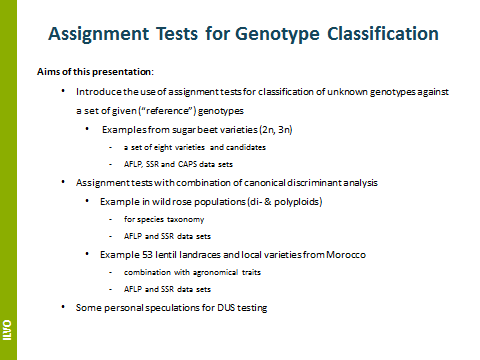 Assignment Tests for Genotype Classification
Aims of this presentation:
• Introduce the use of assignment tests for classification of unknown genotypes against
a set of given (“reference”) genotypes
• Examples from sugar beet varieties (2n, 3n)
- a set of eight varieties and candidates
- AFLP, SSR and CAPS data sets
• Assignment tests with combination of canonical discriminant analysis
• Example in wild rose populations (di- & polyploids)
- for species taxonomy
- AFLP and SSR data sets
• Example 53 lentil landraces and local varieties from Morocco
- combination with agronomical traits
- AFLP and SSR data sets
• Some personal speculations for DUS testing
ILVO